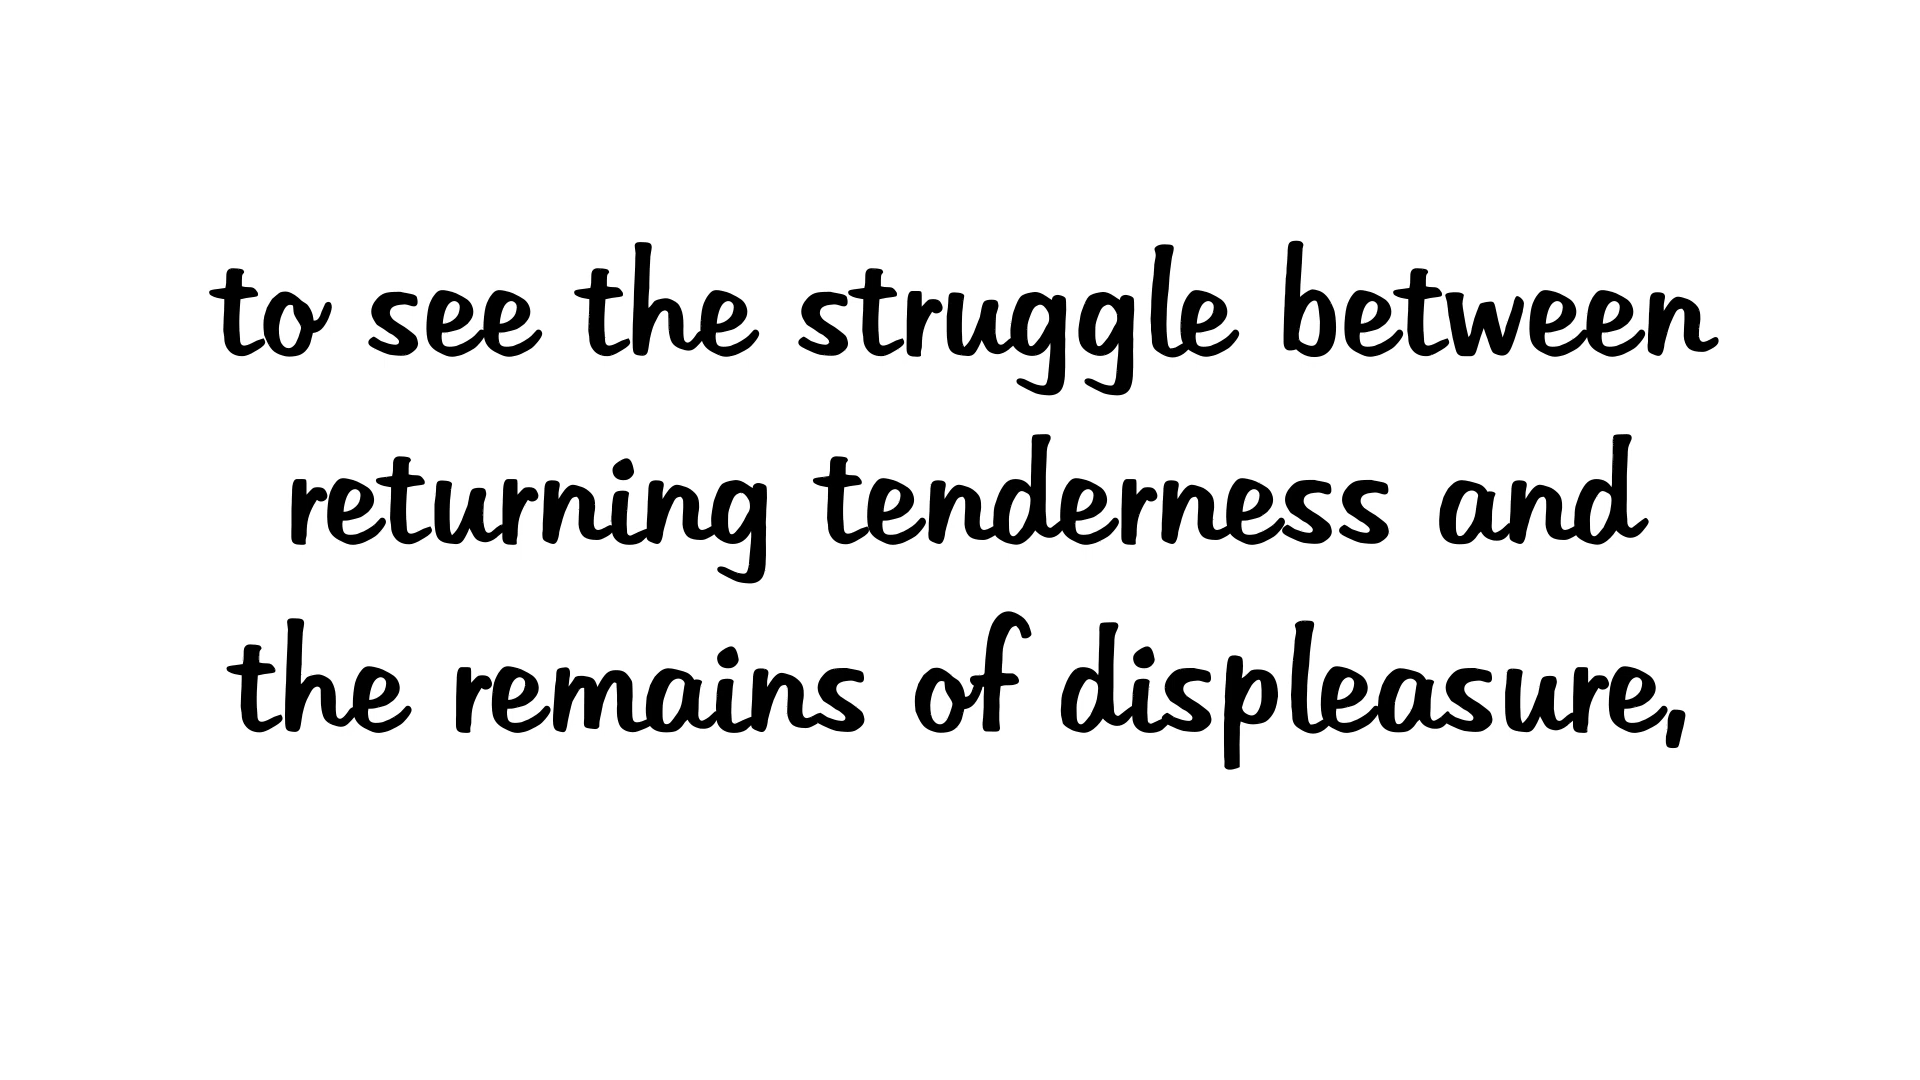 to see the struggle between
returning tenderness and
the remains of displeasure,